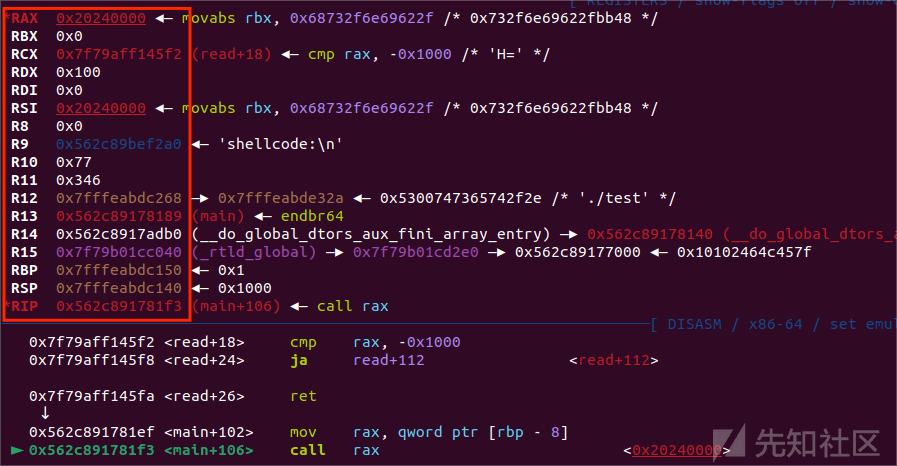 [ REGISTERS / show-flags off / show-
*RAX  0x20240000 ◂— movabs rbx, 0x68732f6e69622f /* 0x732f6e69622fbb48 */
RBX  0x0
RCX  0x7f79aff145f2 (read+18) ◂— cmp rax, -0x1000 /* 'H=' */
RDX  0x100
RDI  0x0
RSI  0x20240000 ◂— movabs rbx, 0x68732f6e69622f /* 0x732f6e69622fbb48 */
R8   0x0
R9   0x562c89bef2a0 ◂— 'shellcode:\n'
R10  0x77
R11  0x346
R12  0x7fffeabdc268 —▸ 0x7fffeabde32a ◂— 0x5300747365742f2e /* './test' */
R13  0x562c89178189 (main) ◂— endbr64
R14  0x562c8917adb0 (__do_global_dtors_aux_fini_array_entry) —▸ 0x562c89178140 (__do_global_dtors_a
R15  0x7f79b01cc040 (_rtld_global) —▸ 0x7f79b01cd2e0 —▸ 0x562c89177000 ◂— 0x10102464c457f
RBP  0x7fffeabdc150 ◂— 0x1
RSP  0x7fffeabdc140 ◂— 0x1000
*RIP  0x562c891781f3 (main+106) ◂— call rax
[ DISASM / x86-64 / set emul
0x7f79aff145f2 <read+18>     cmp    rax, -0x1000
0x7f79aff145f8 <read+24>     ja     read+112                <read+112>
0x7f79aff145fa <read+26>     ret
↓
0x562c891781ef <main+102>    mov    rax, qword ptr [rbp - 8]
► 0x562c891781f3 <main+106>    call   rax                <0x20240000>
先知社区